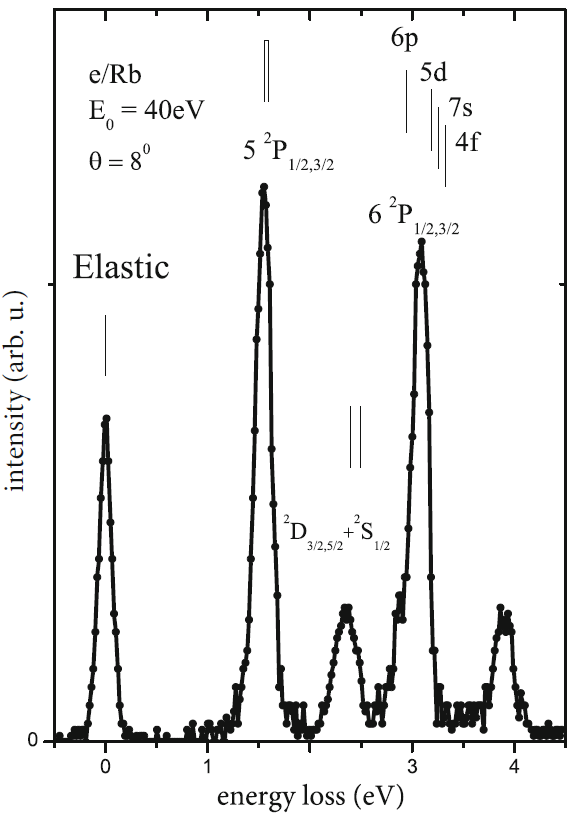 6p
e/Rb
5d
E0 = 40eV
7s
θ = 8⁰
4f
5 ²P1/2,3/2
6 ²P1/2,3/2
Elastic
²D3/2,5/2+²S1/2
intensity (arb. u.)
0
0 1 2 3 4
energy loss (eV)